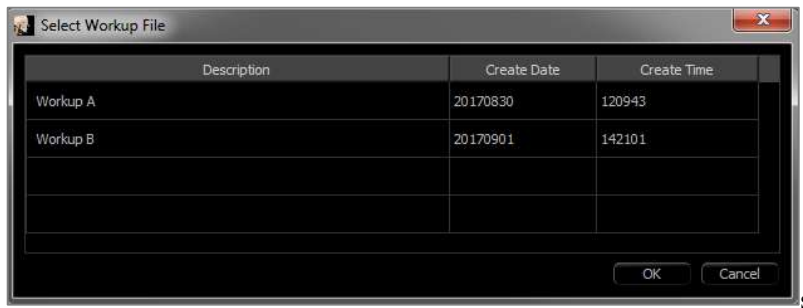 Select Workup File
Description Create Date Create Time
Workup A 20170830 120943
Workup B 20170901 142101
OK Cancel